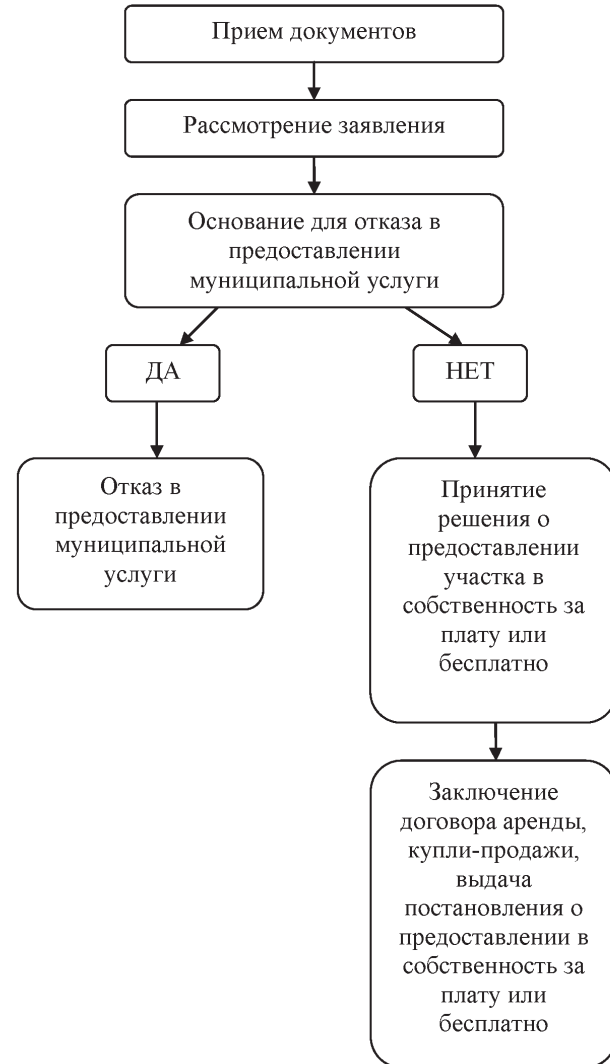 Прием документов
Рассмотрение заявления
Основание для отказа в
предоставлении
муниципальной услуги
ДА
НЕТ
Отказ в
предоставлении
муниципальной
услуги
Принятие
решения о
предоставлении
участка в
собственность за
плату или
бесплатно
Заключение
договора аренды,
купли-продажи,
выдача
постановления о
предоставлении в
собственность за
плату или
бесплатно